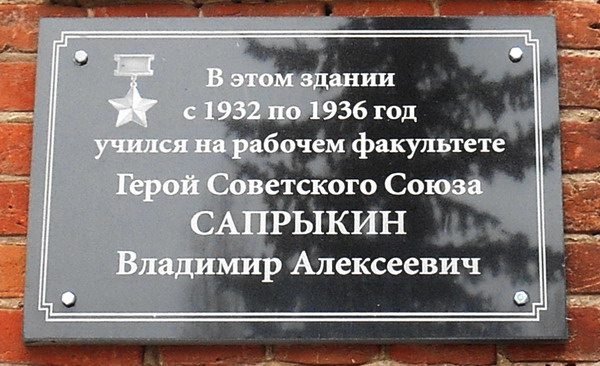 В этом здании
с 1932 по 1936 год
учился на рабочем факультете
Герой Советского Союза
САПРЫКИН
Владимир Алексеевич